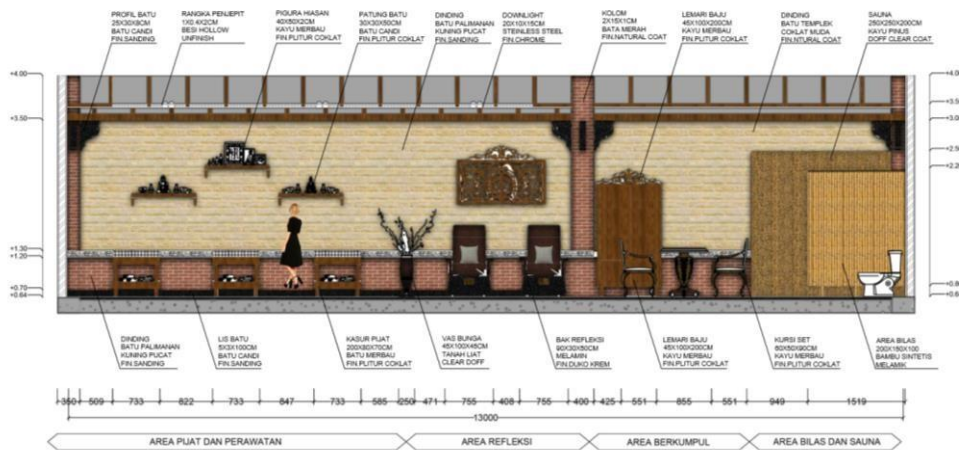 PROFIL BATU
25X30X8CM
BATU CANDI
FIN.SANDING
RANGKA PENJEPIT
1X0.4X2CM
BESI HOLLOW
UNFINISH
PIGURA HIASAN
40X50X2CM
KAYU MERBAU
FIN.PLITUR COKLAT
PATUNG BATU
30X30X50CM
BATU CANDI
FIN.PLITUR COKLAT
DINDING
BATU PALIMANAN
KUNING PUCAT
FIN.SANDING
DOWNLIGHT
20X10X15CM
STEINLESS STEEL
FIN.CHROME
KOLOM
2X15X1CM
BATA MERAH
FIN.NATURAL COAT
LEMARI BAJU
45X100X200CM
KAYU MERBAU
FIN.PLITUR COKLAT
DINDING
BATU TEMPLEK
COKLAT MUDA
FIN.NTURAL COAT
SAUNA
250X250X200CM
KAYU PINUS
DOFF CLEAR COAT
+4.00
+3.50
+1.30
+1.20
+0.70
+0.64
+3.00
+2.20
DINDING
BATU PALIMANAN
KUNING PUCAT
FIN.SANDING
LIS BATU
5X3X100CM
BATU CANDI
FIN.SANDING
KASUR PIJAT
200X80X70CM
BATU MERBAU
FIN.PLITUR COKLAT
VAS BUNGA
45X100X45CM
TANAH LIAT
CLEAR DOFF
BAK REFLEKSI
90X30X50CM
MELAMIN
FIN.DUKO KREM
LEMARI BAJU
45X100X200CM
KAYU MERBAU
FIN.PLITUR COKLAT
KURSI SET
60X50X90CM
KAYU MERBAU
FIN.PLITUR COKLAT
AREA BILAS
200X150X100
BAMBU SINTETIS
MELAMIK
350 509 733 822 733 847 733 585 250 471 755 408 755 400 425 551 855 551 949 1519
13000
AREA PIJAT DAN PERAWATAN
AREA REFLEKSI
AREA BERKUMPUL
AREA BILAS DAN SAUNA